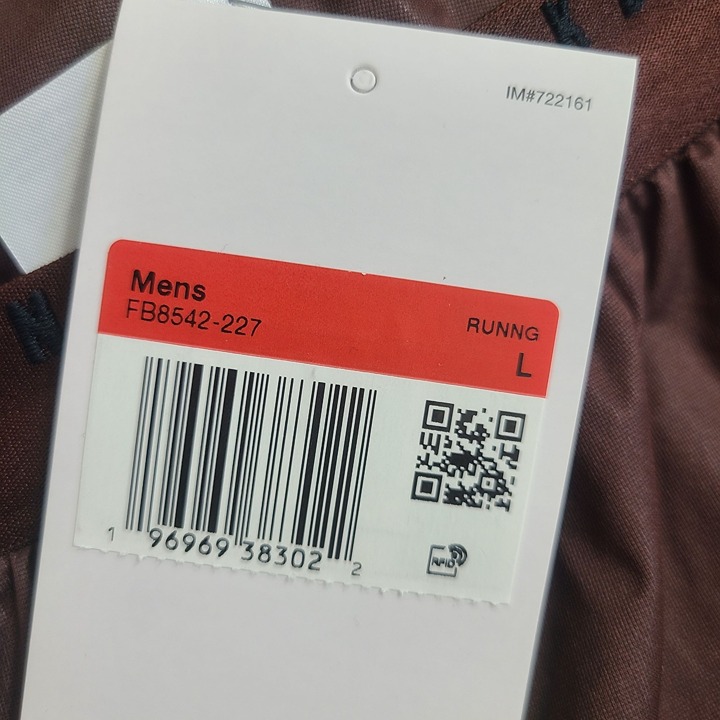 IM#722161
Mens
FB8542-227
RUNNG
L
1 96969 38302 2
RFID